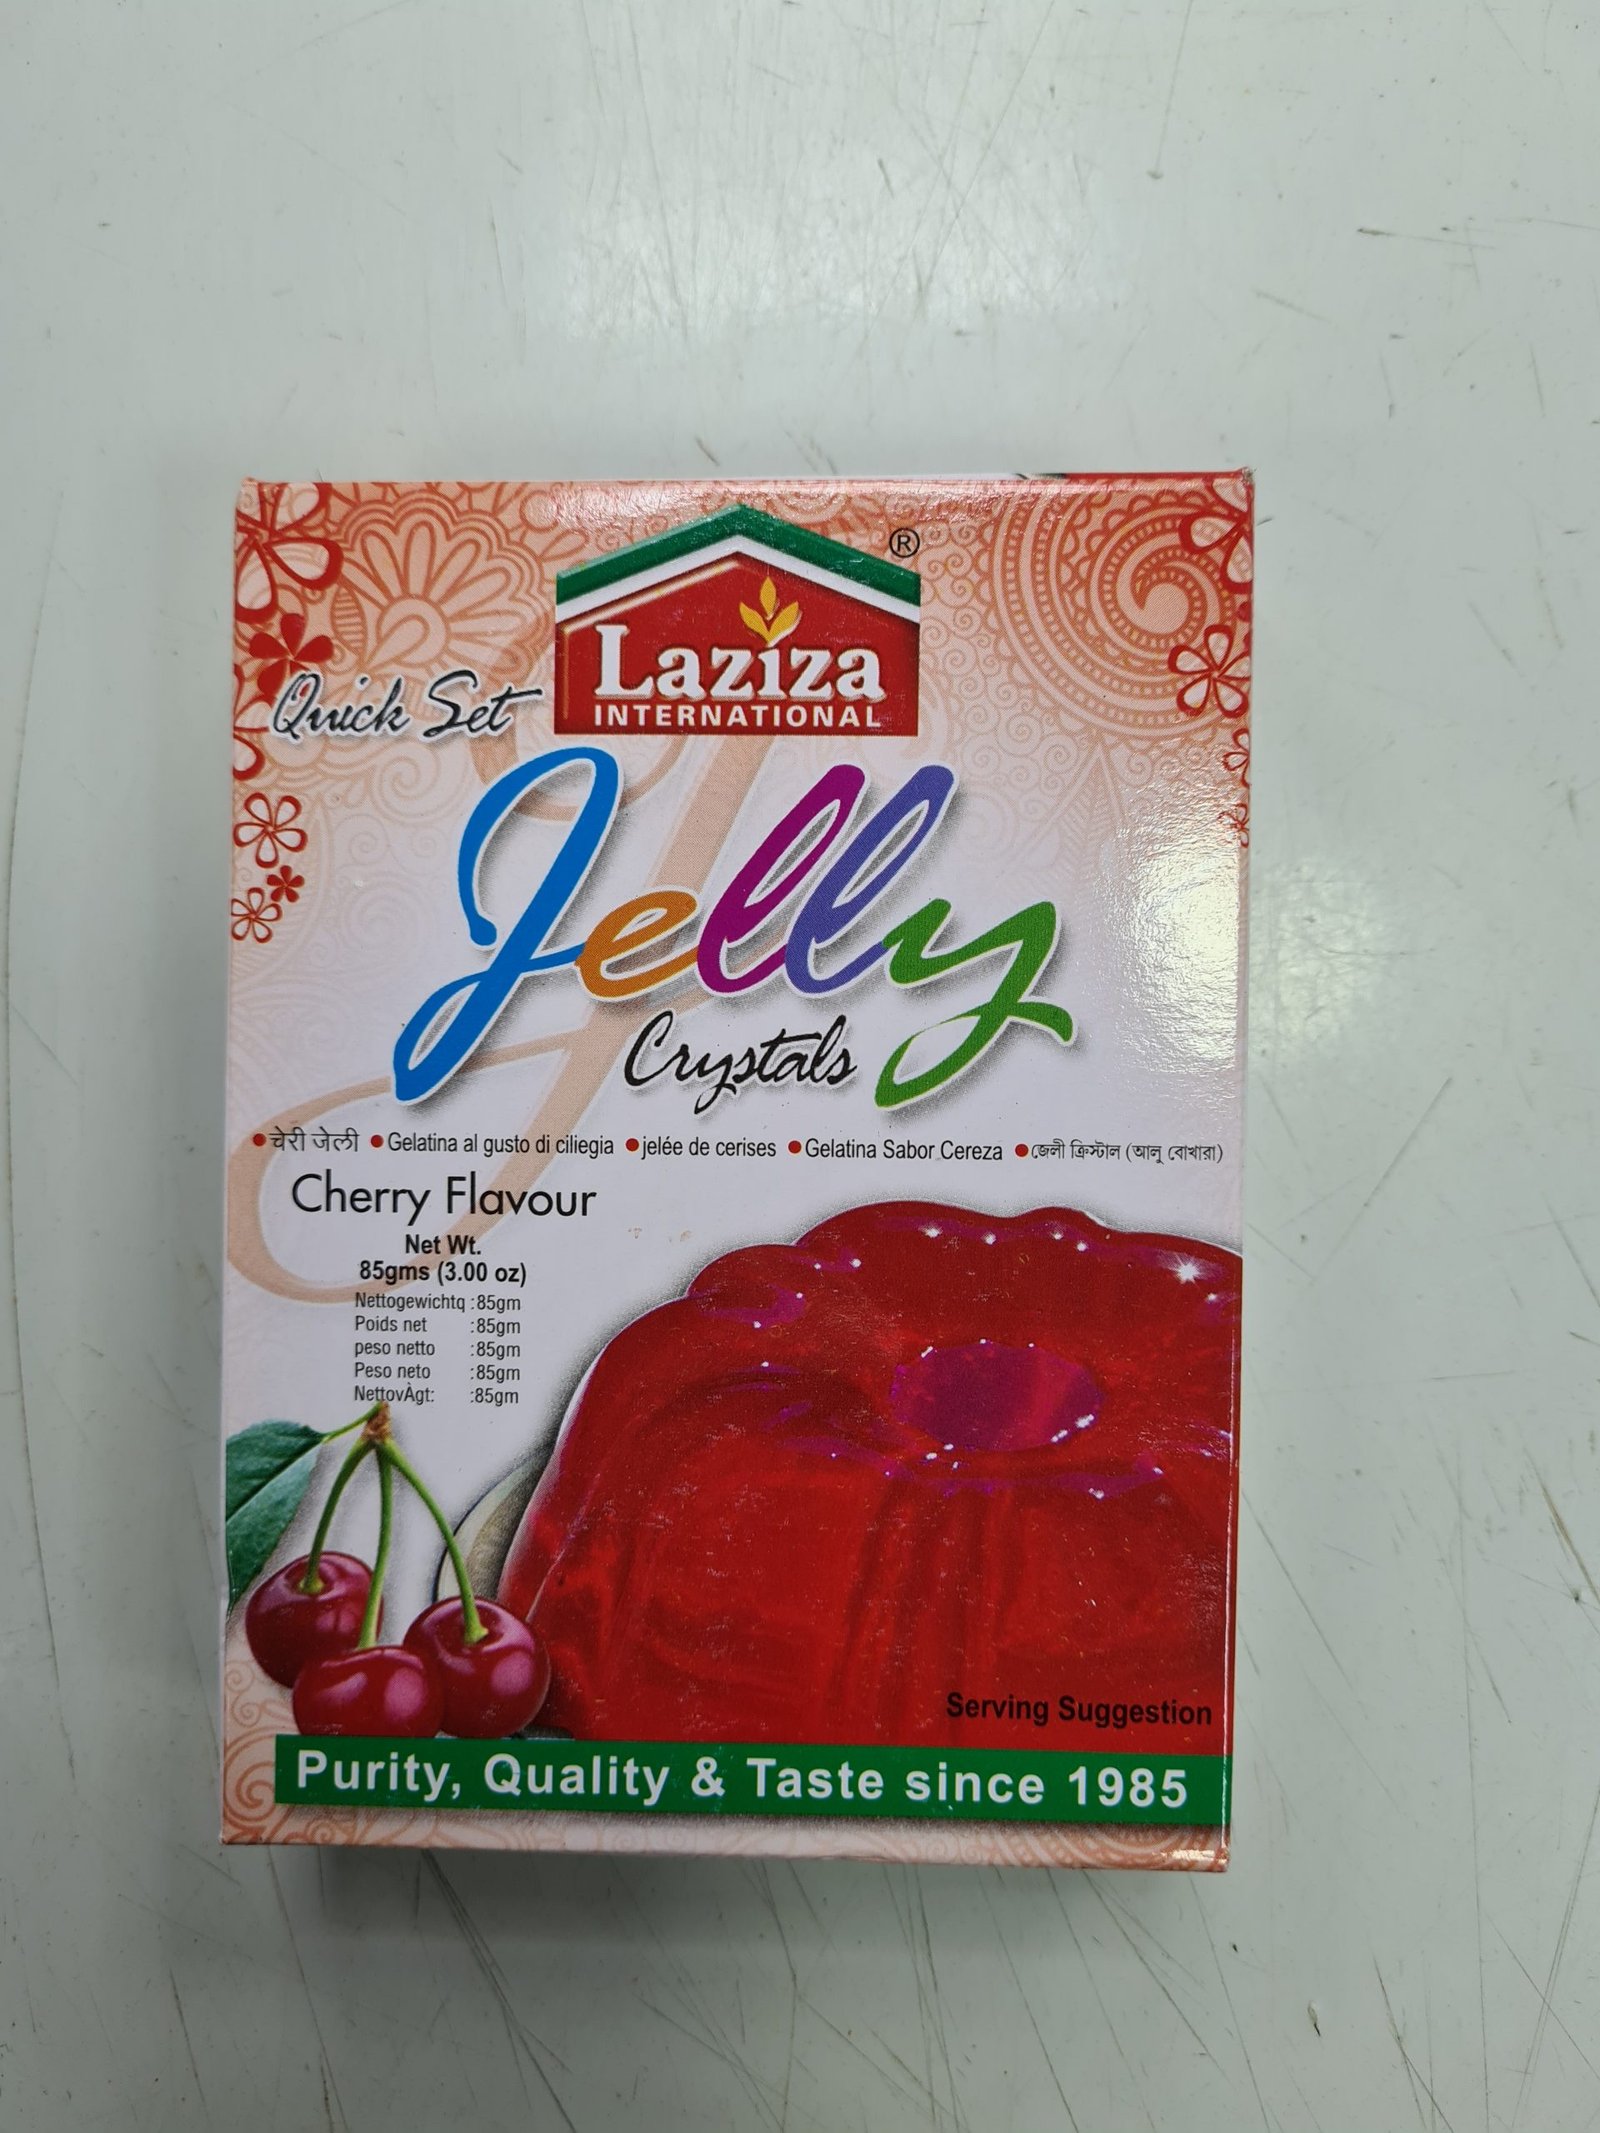 Laziza ®
INTERNATIONAL
Quick Set
Jelly
Crystals
• चेरी जेली • Gelatina al gusto di ciliegia • jelée de cerises • Gelatina Sabor Cereza • জেলী ক্রিস্টাল (আলু বোখারা)
Cherry Flavour
Net Wt.
85gms (3.00 oz)
Nettogewichtq :85gm
Poids net :85gm
peso netto :85gm
Peso neto :85gm
NettovÀgt: :85gm
Serving Suggestion
Purity, Quality & Taste since 1985